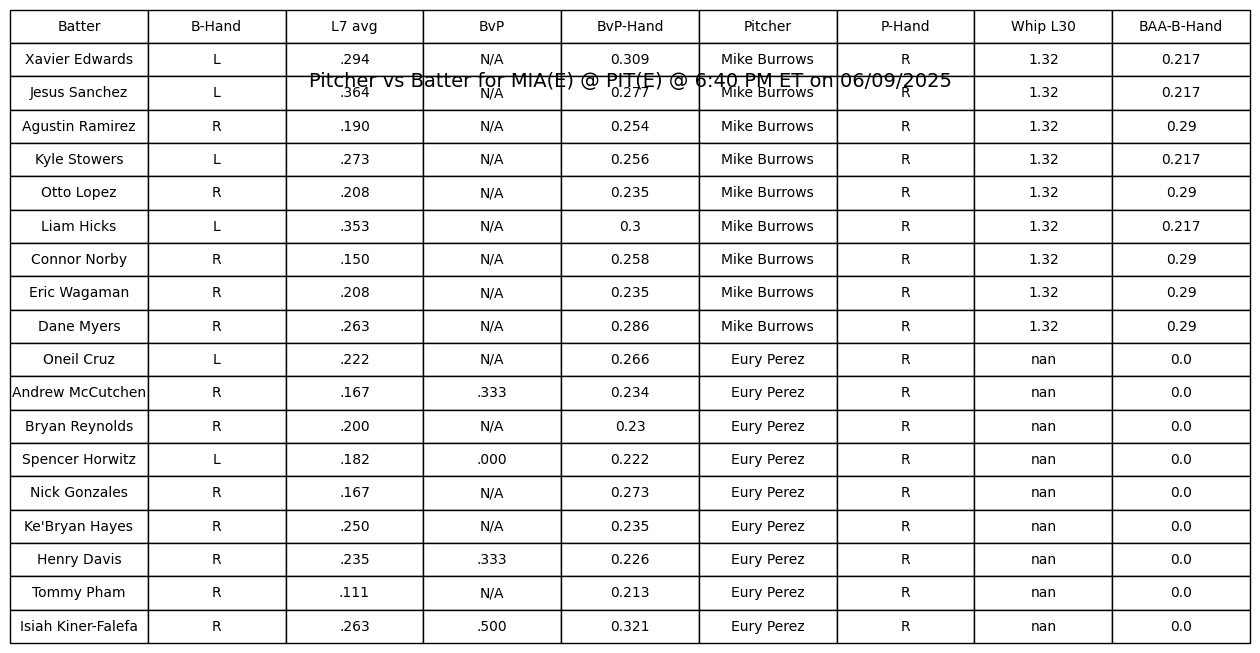 Batter B-Hand L7 avg BvP BvP-Hand Pitcher P-Hand Whip L30 BAA-B-Hand
Xavier Edwards L .294 N/A 0.309 Mike Burrows R 1.32 0.217
Pitcher vs Batter for MIA(E) @ PIT(E) @ 6:40 PM ET on 06/09/2025
Jesus Sanchez L .364 N/A 0.277 Mike Burrows R 1.32 0.217
Agustin Ramirez R .190 N/A 0.254 Mike Burrows R 1.32 0.29
Kyle Stowers L .273 N/A 0.256 Mike Burrows R 1.32 0.217
Otto Lopez R .208 N/A 0.235 Mike Burrows R 1.32 0.29
Liam Hicks L .353 N/A 0.3 Mike Burrows R 1.32 0.217
Connor Norby R .150 N/A 0.258 Mike Burrows R 1.32 0.29
Eric Wagaman R .208 N/A 0.235 Mike Burrows R 1.32 0.29
Dane Myers R .263 N/A 0.286 Mike Burrows R 1.32 0.29
Oneil Cruz L .222 N/A 0.266 Eury Perez R nan 0.0
Andrew McCutchen R .167 .333 0.234 Eury Perez R nan 0.0
Bryan Reynolds R .200 N/A 0.23 Eury Perez R nan 0.0
Spencer Horwitz L .182 .000 0.222 Eury Perez R nan 0.0
Nick Gonzales R .167 N/A 0.273 Eury Perez R nan 0.0
Ke'Bryan Hayes R .250 N/A 0.235 Eury Perez R nan 0.0
Henry Davis R .235 .333 0.226 Eury Perez R nan 0.0
Tommy Pham R .111 N/A 0.213 Eury Perez R nan 0.0
Isiah Kiner-Falefa R .263 .500 0.321 Eury Perez R nan 0.0